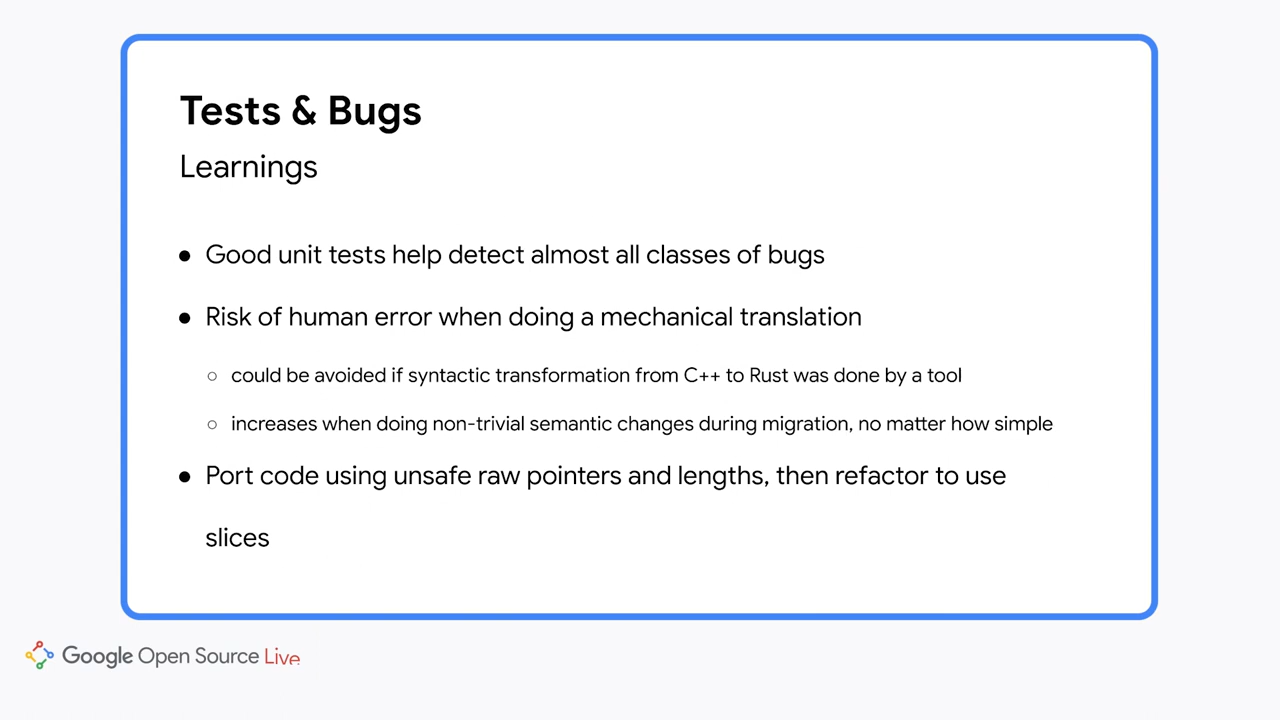 Tests & Bugs
Learnings
● Good unit tests help detect almost all classes of bugs
● Risk of human error when doing a mechanical translation
○ could be avoided if syntactic transformation from C++ to Rust was done by a tool
○ increases when doing non-trivial semantic changes during migration, no matter how simple
● Port code using unsafe raw pointers and lengths, then refactor to use
slices
Google Open Source Live